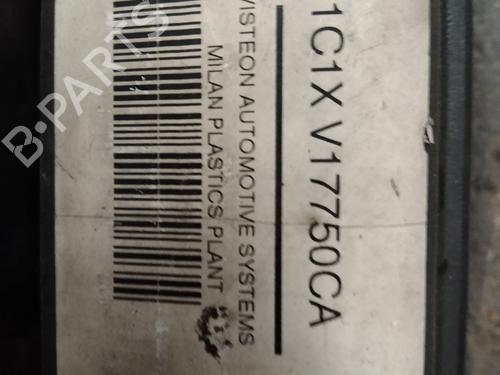 1C1X V17750CA
VISTEON AUTOMOTIVE SYSTEMS
MILAN PLASTICS PLANT
B-PARTS